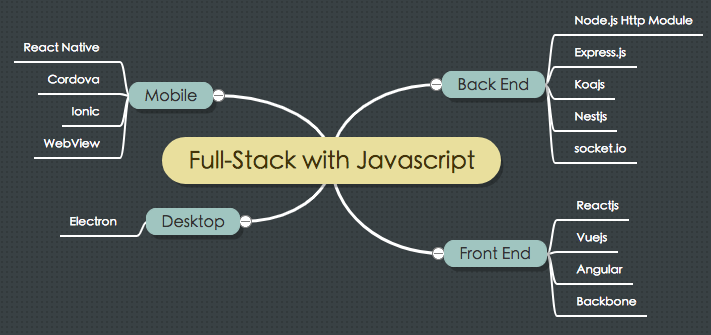 Full-Stack with Javascript
Mobile
React Native
Cordova
Ionic
WebView
Desktop
Electron
Back End
Node.js Http Module
Express.js
Koajs
Nestjs
socket.io
Front End
Reactjs
Vuejs
Angular
Backbone